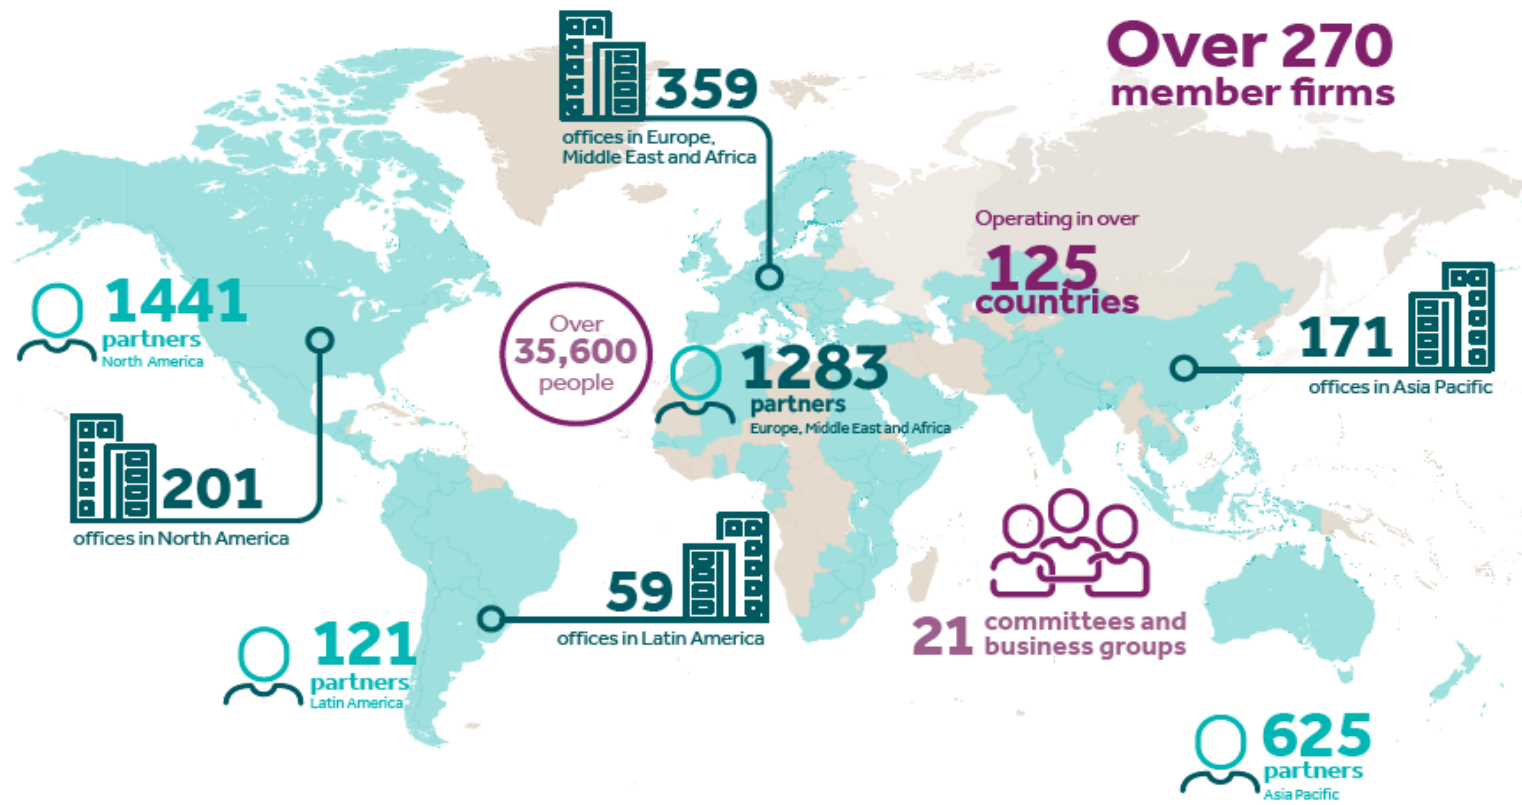 Over 270
member firms
359
offices in Europe,
Middle East and Africa
Operating in over
125
countries
1441
partners
North America
Over
35,600
people
1283
partners
Europe, Middle East and Africa
171
offices in Asia Pacific
201
offices in North America
59
offices in Latin America
21
committees and
business groups
121
partners
Latin America
625
partners
Asia Pacific